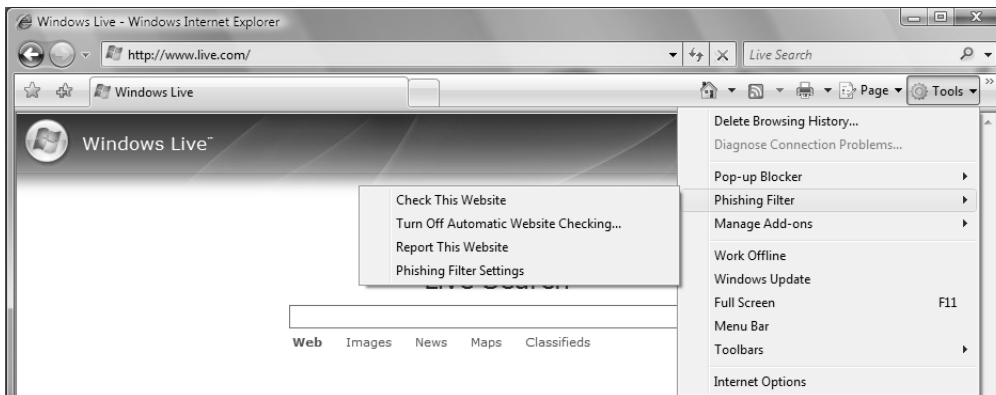 Windows Live - Windows Internet Explorer
http://www.live.com/
Live Search
Windows Live
Page
Tools
»
Windows Live™
Delete Browsing History...
Diagnose Connection Problems...
Pop-up Blocker
Phishing Filter
Manage Add-ons
Work Offline
Windows Update
Full Screen F11
Menu Bar
Toolbars
Internet Options
Check This Website
Turn Off Automatic Website Checking...
Report This Website
Phishing Filter Settings
Live Search
Web Images News Maps Classifieds